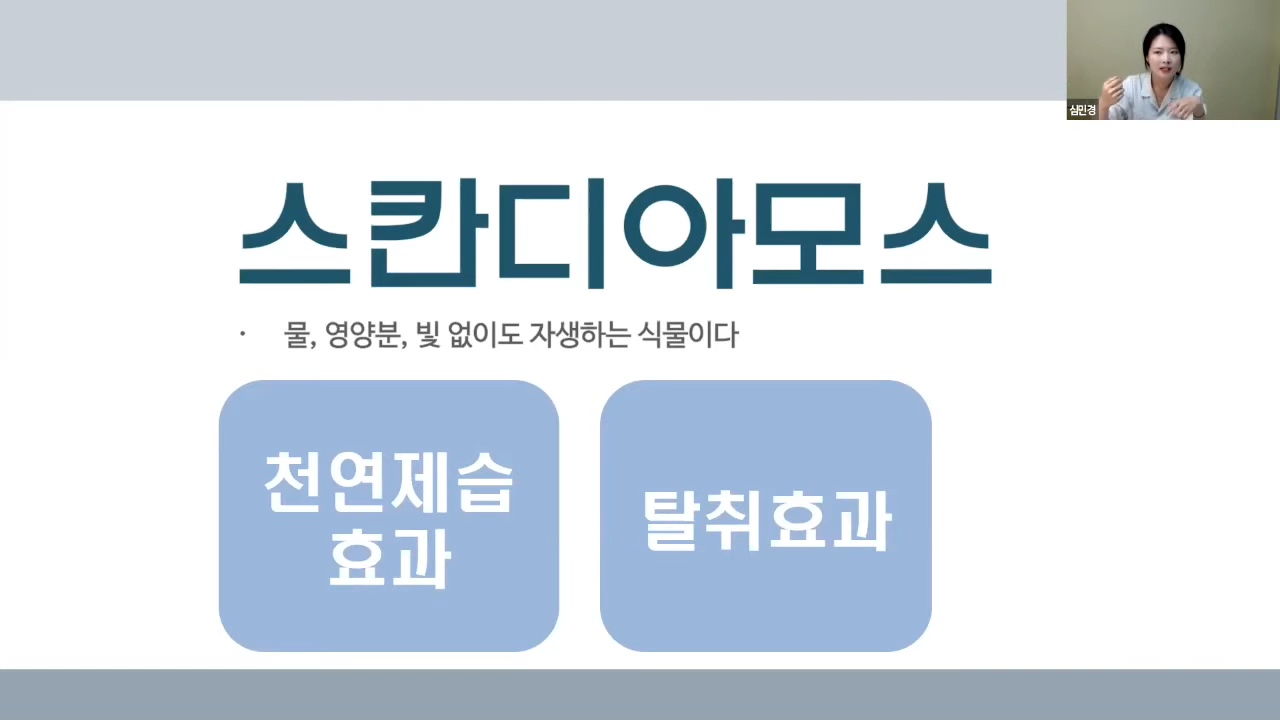 심민경
스칸디아모스
· 물, 영양분, 빛 없이도 자생하는 식물이다
천연제습
효과
탈취효과